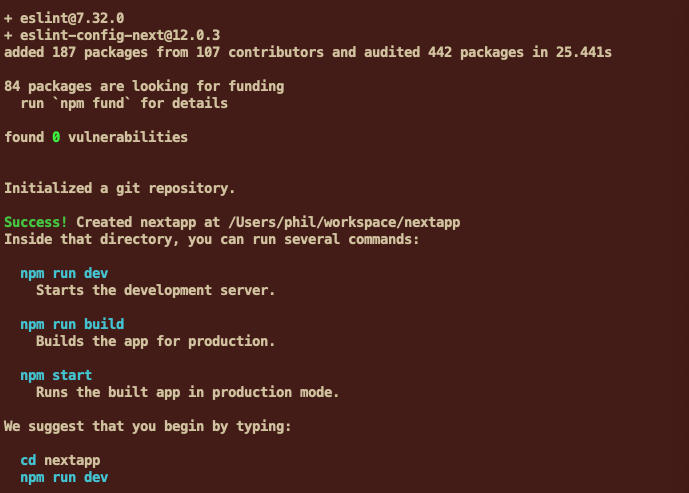 + eslint@7.32.0
+ eslint-config-next@12.0.3
added 187 packages from 107 contributors and audited 442 packages in 25.441s
84 packages are looking for funding
run `npm fund` for details
found 0 vulnerabilities
Initialized a git repository.
Success! Created nextapp at /Users/phil/workspace/nextapp
Inside that directory, you can run several commands:
npm run dev
Starts the development server.
npm run build
Builds the app for production.
npm start
Runs the built app in production mode.
We suggest that you begin by typing:
cd nextapp
npm run dev